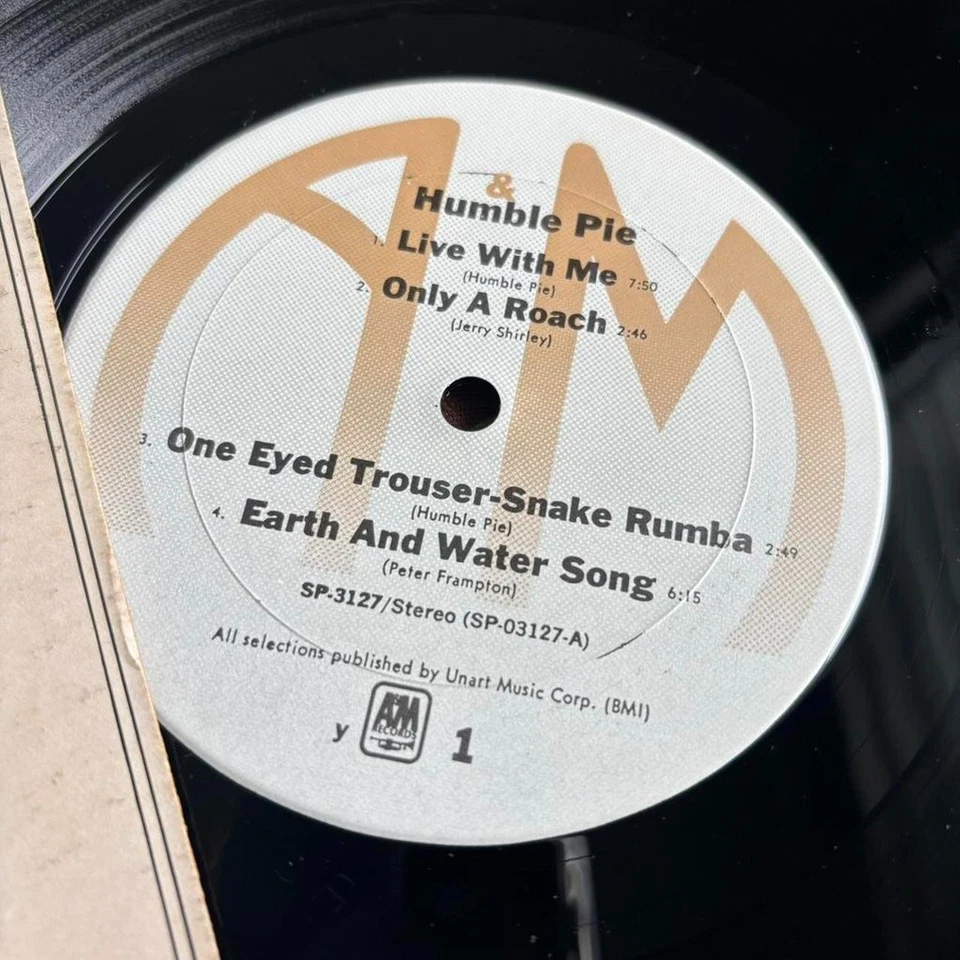 A&M
Humble Pie
1. Live With Me 7:50
(Humble Pie)
2. Only A Roach 2:46
(Jerry Shirley)
3. One Eyed Trouser-Snake Rumba 2:49
(Humble Pie)
4. Earth And Water Song 6:15
(Peter Frampton)
SP-3127/Stereo (SP-03127-A)
All selections published by Unart Music Corp. (BMI)
y A&M RECORDS 1